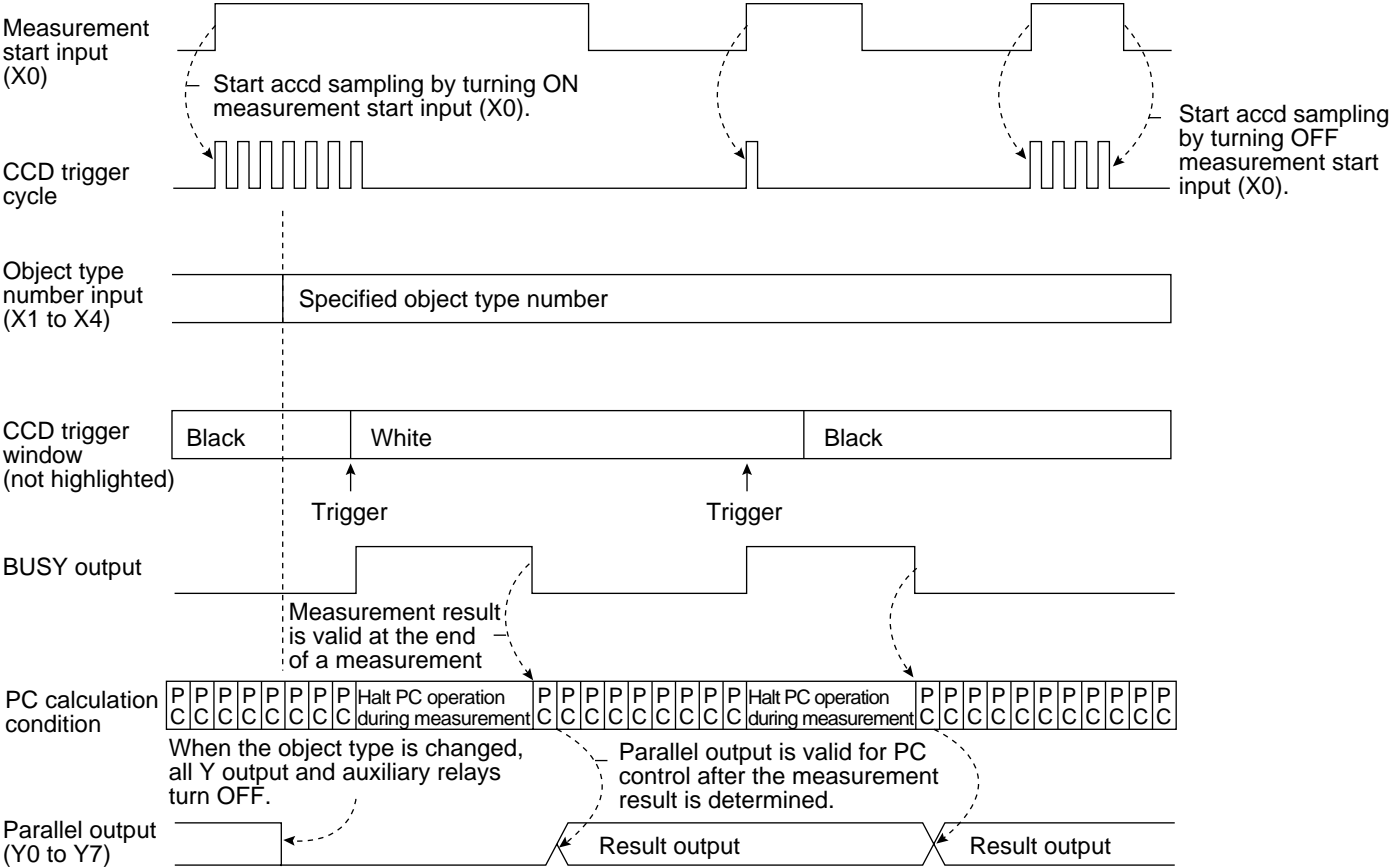 Measurement
start input
(X0)
Start accd sampling by turning ON
measurement start input (X0).
Start accd sampling
by turning OFF
measurement start
input (X0).
CCD trigger
cycle
Object type
number input
(X1 to X4)
Specified object type number
CCD trigger
window
(not highlighted)
Black
White
Black
Trigger
Trigger
BUSY output
Measurement result
is valid at the end
of a measurement
PC calculation
condition
P P P P P P P P
C C C C C C C C
Halt PC operation
during measurement
P P P P P P P P P
C C C C C C C C C
Halt PC operation
during measurement
P P P P P P P P P P P
C C C C C C C C C C C
When the object type is changed,
all Y output and auxiliary relays
turn OFF.
Parallel output is valid for PC
control after the measurement
result is determined.
Parallel output
(Y0 to Y7)
Result output
Result output